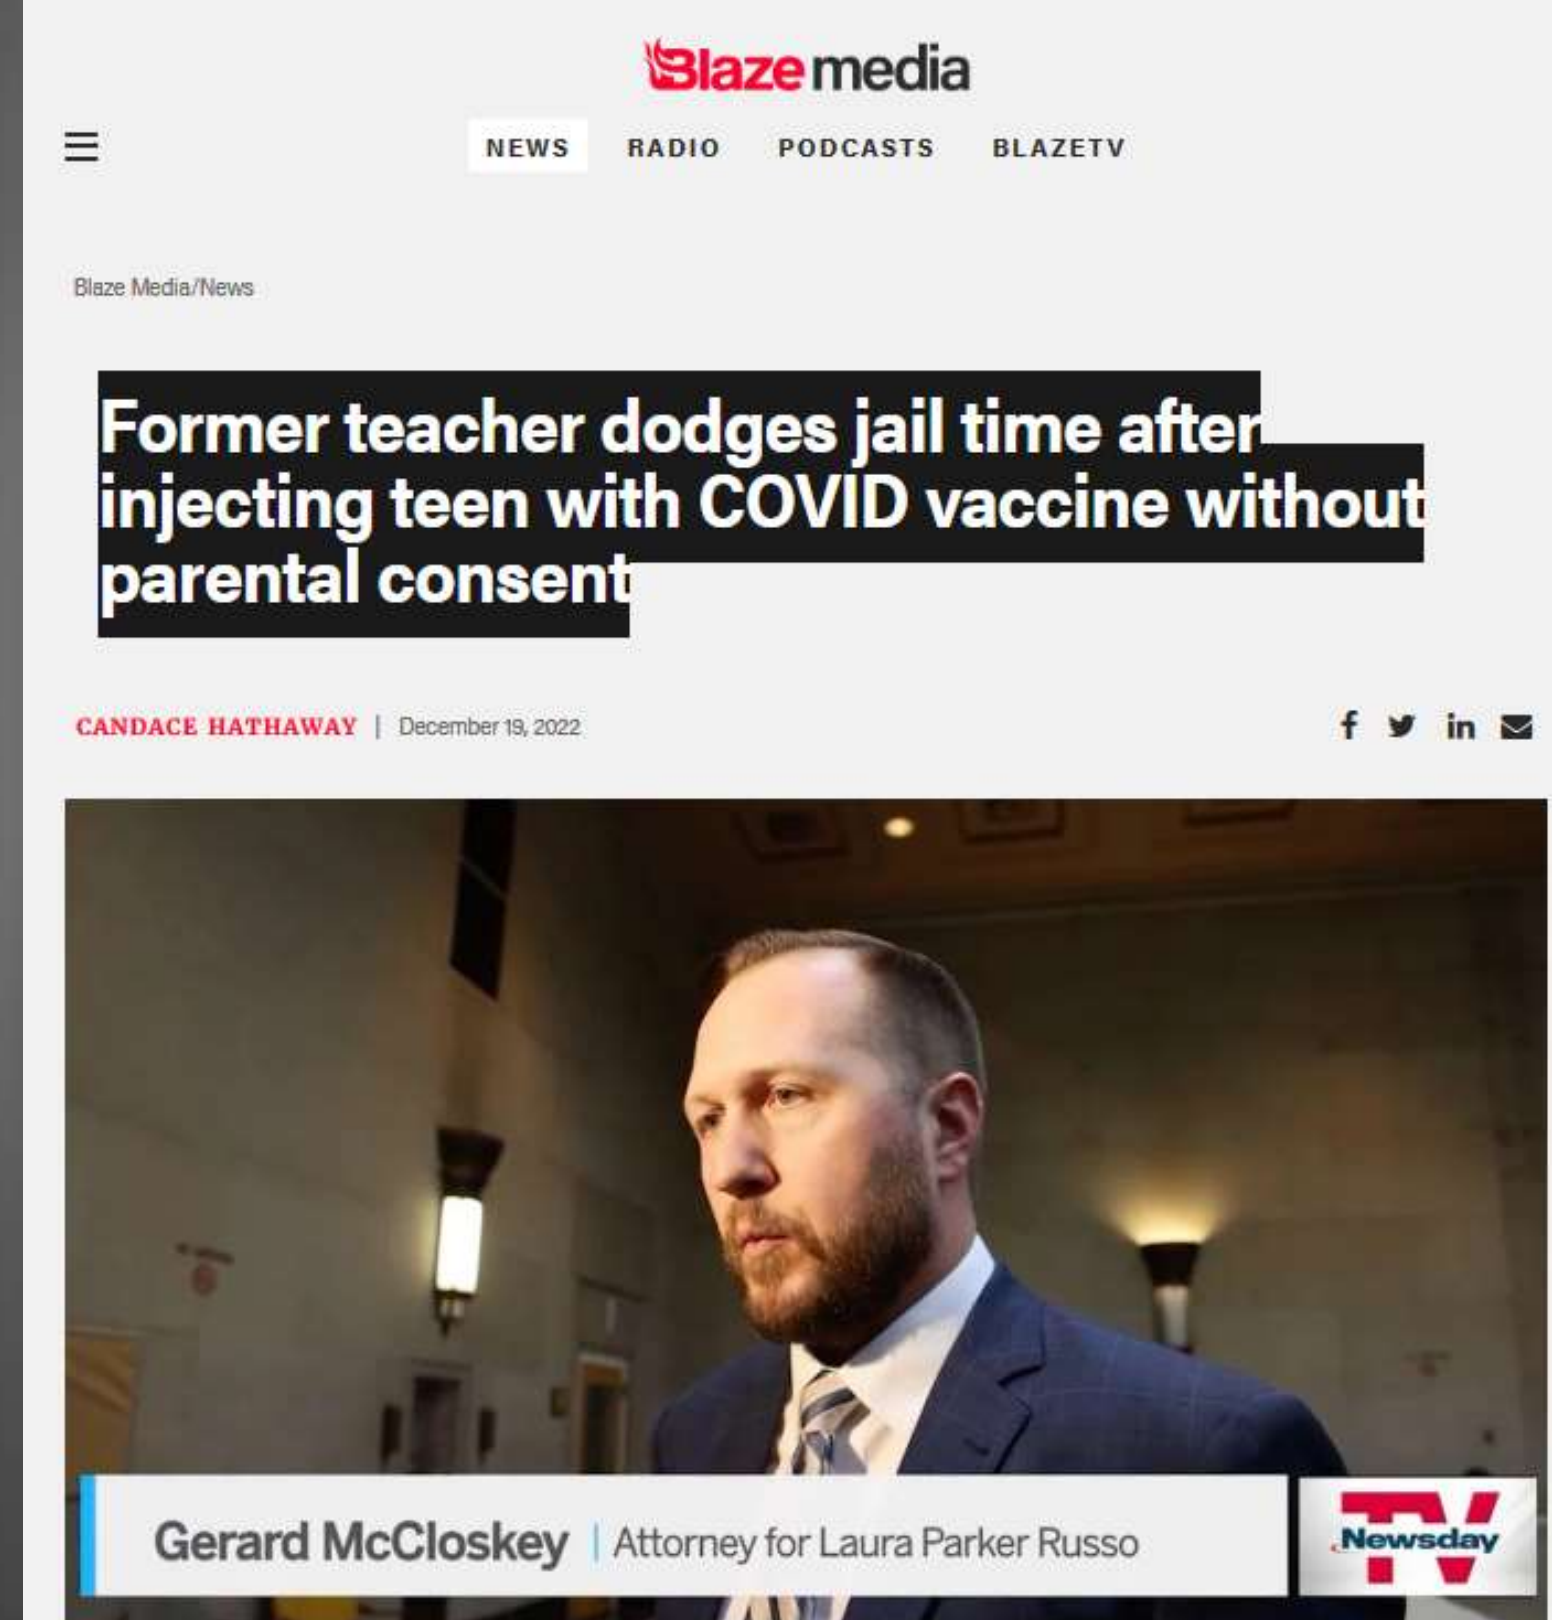 Blaze media
NEWS RADIO PODCASTS BLAZETV
Blaze Media/News
Former teacher dodges jail time after
injecting teen with COVID vaccine without
parental consent
CANDACE HATHAWAY | December 19, 2022
Gerard McCloskey | Attorney for Laura Parker Russo
Newsday TV